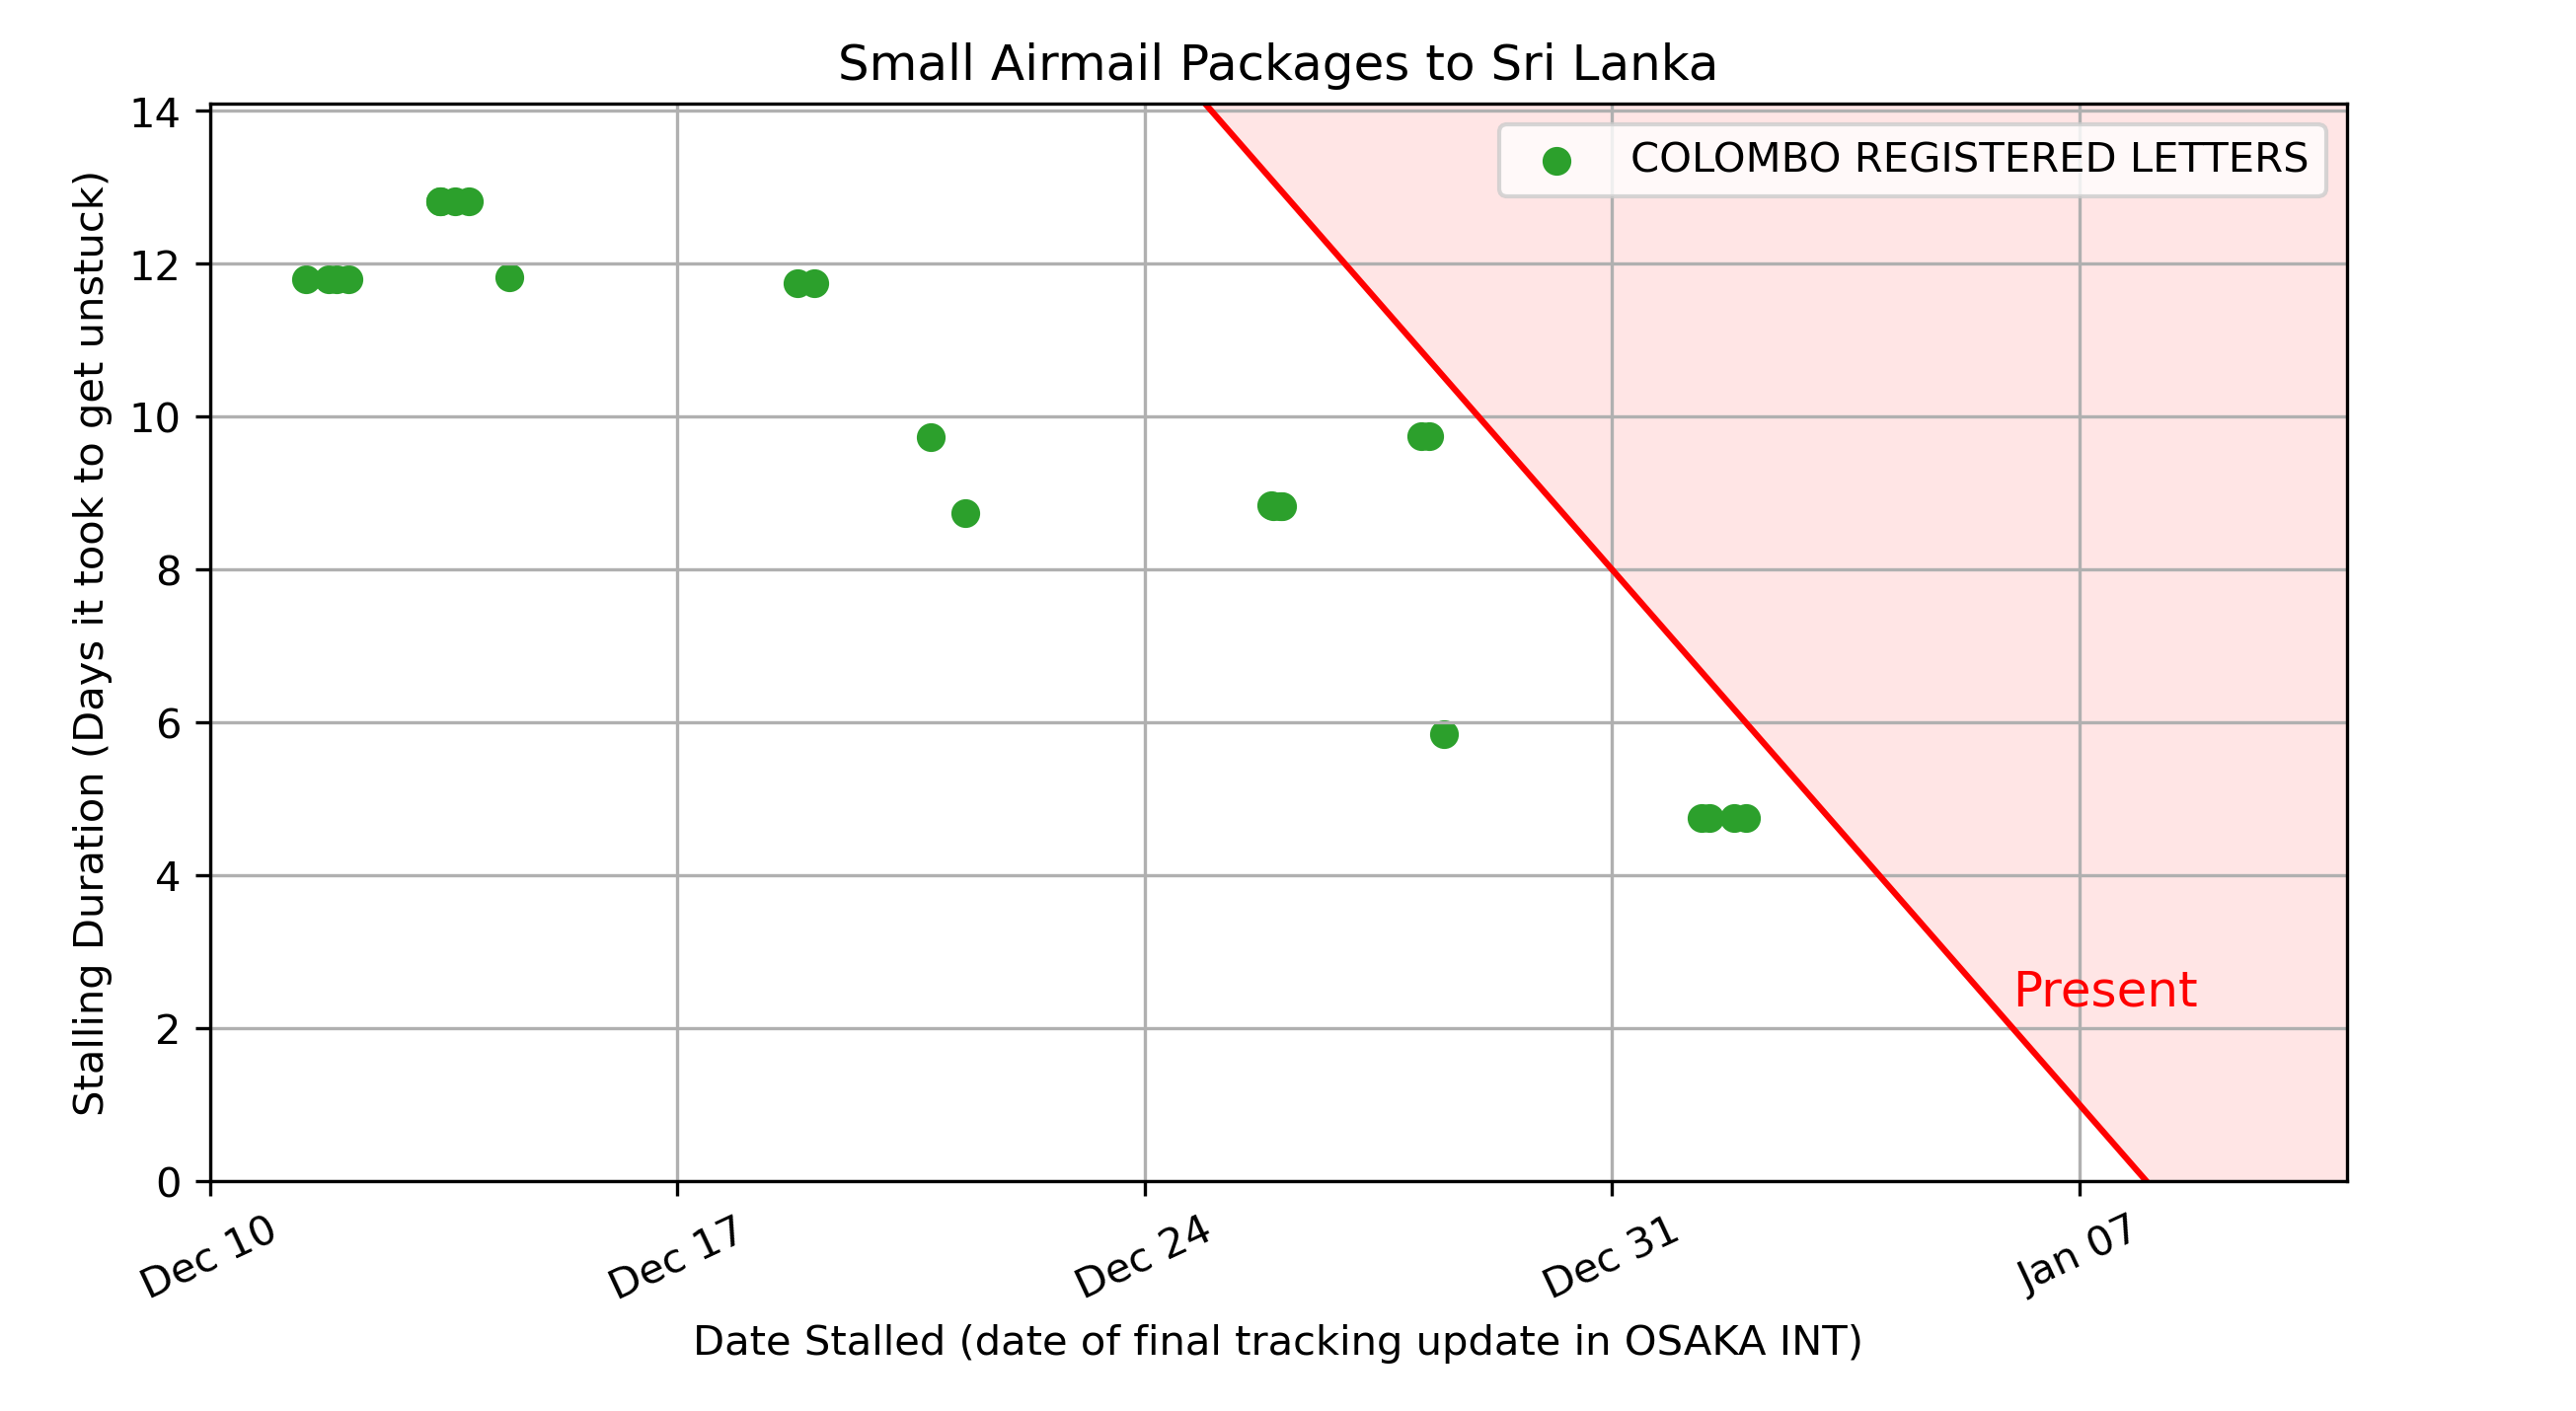 Small Airmail Packages to Sri Lanka
COLOMBO REGISTERED LETTERS
Stalling Duration (Days it took to get unstuck)
14
12
10
8
6
4
2
0
Present
Dec 10
Dec 17
Dec 24
Dec 31
Jan 07
Date Stalled (date of final tracking update in OSAKA INT)